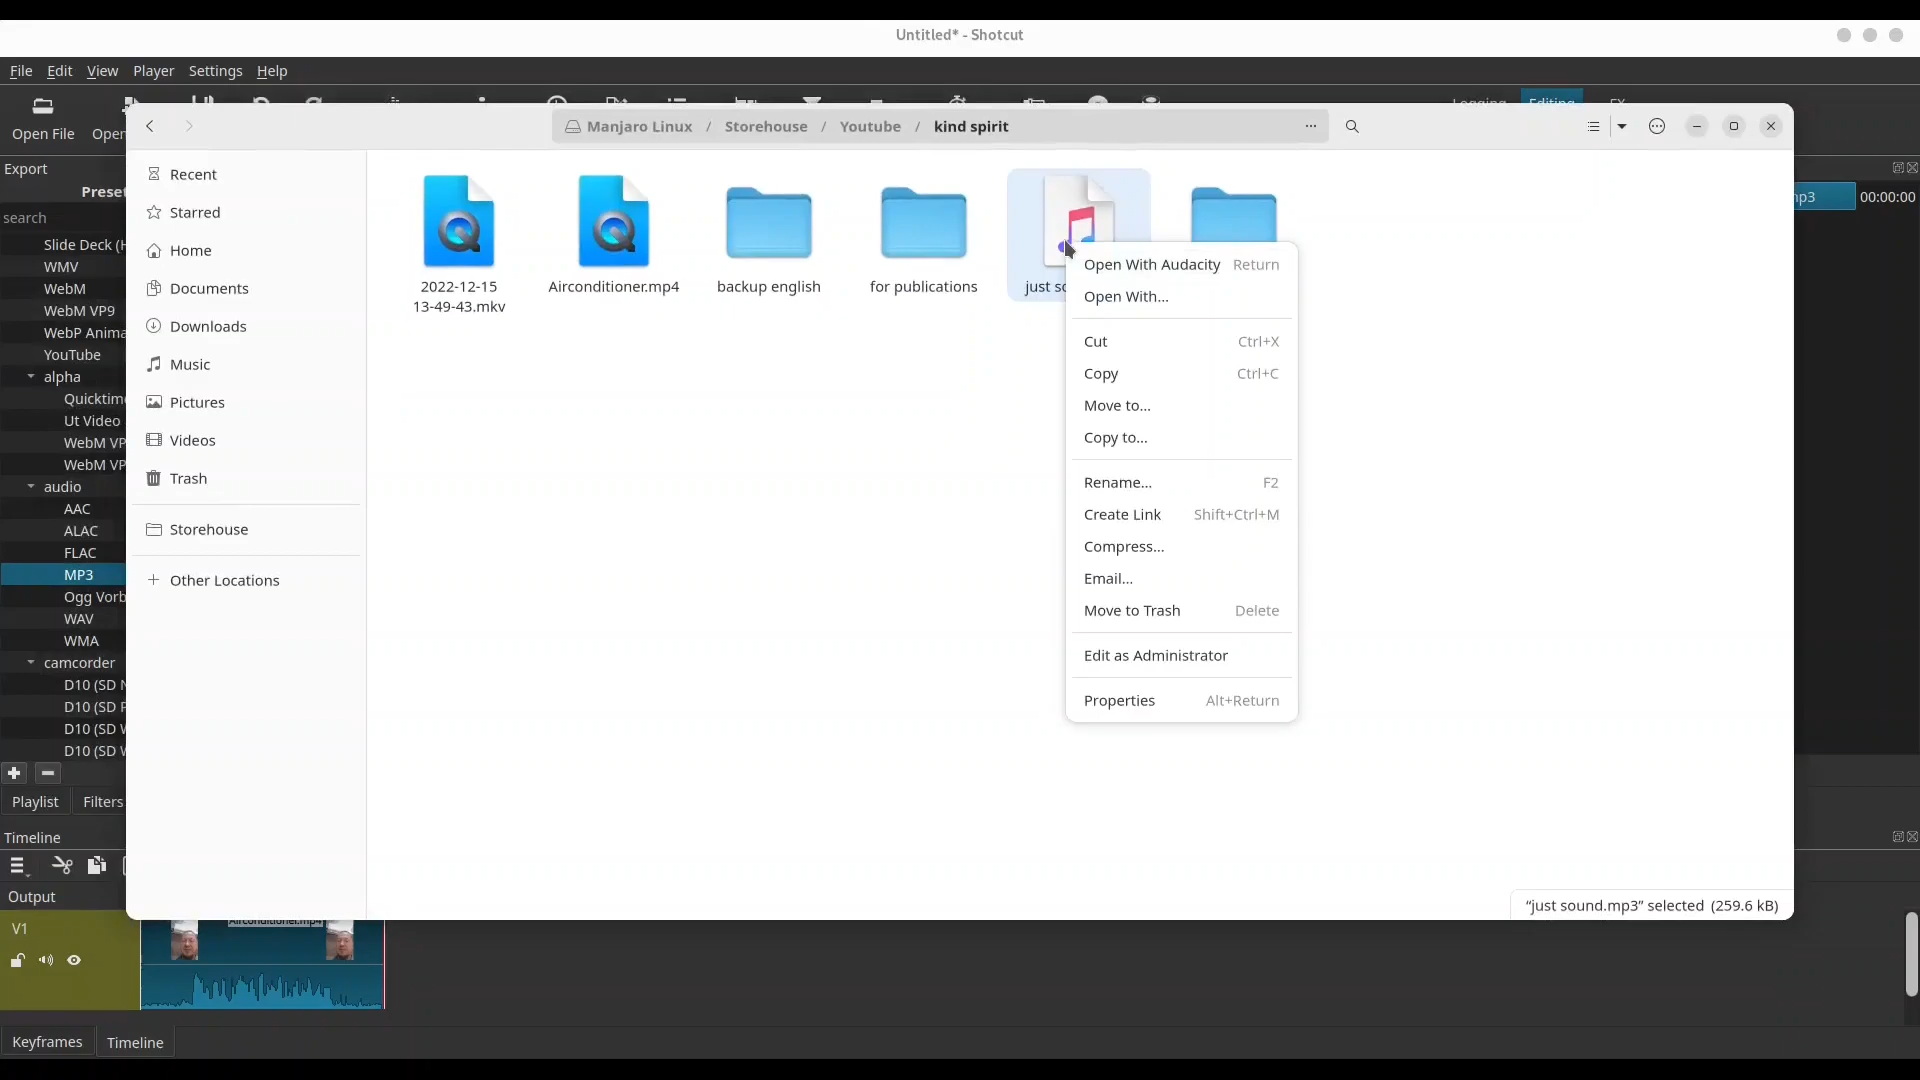 Untitled* - Shotcut
File Edit View Player Settings Help
Open File
Open
Logging Editing FX
Manjaro Linux / Storehouse / Youtube / kind spirit
Export
Preset
search
mp3 00:00:00
Slide Deck (H
WMV
WebM
WebM VP9
WebP Anima
YouTube
alpha
Quicktime
Ut Video
WebM VP
WebM VP
audio
AAC
ALAC
FLAC
MP3
Ogg Vorb
WAV
WMA
camcorder
D10 (SD N
D10 (SD P
D10 (SD W
D10 (SD W
Playlist Filters
Recent
Starred
Home
Documents
Downloads
Music
Pictures
Videos
Trash
Storehouse
Other Locations
2022-12-15
13-49-43.mkv
Airconditioner.mp4
backup english
for publications
just so
Open With Audacity Return
Open With...
Cut Ctrl+X
Copy Ctrl+C
Move to...
Copy to...
Rename... F2
Create Link Shift+Ctrl+M
Compress...
Email...
Move to Trash Delete
Edit as Administrator
Properties Alt+Return
"just sound.mp3" selected (259.6 kB)
Timeline
Output
V1
Airconditioner.mp4
Keyframes Timeline